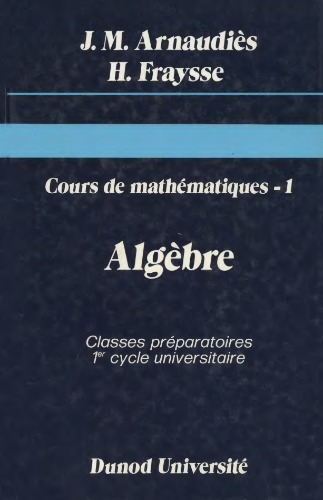 J. M. Arnaudiès
H. Fraysse
Cours de mathématiques - 1
Algèbre
Classes préparatoires
1er cycle universitaire
Dunod Université